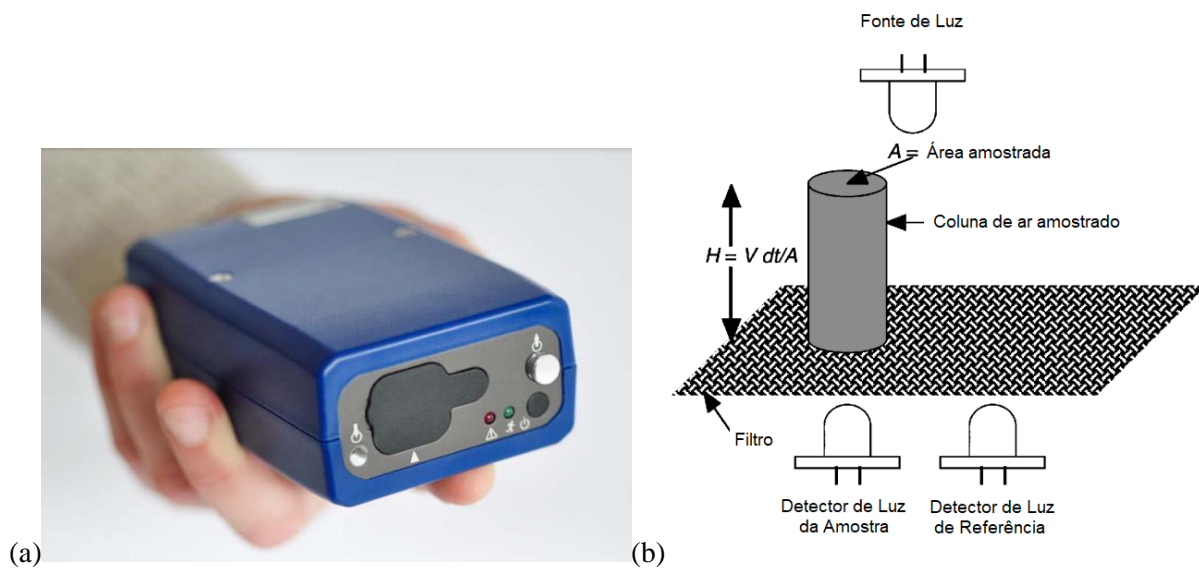 Fonte de Luz
A = Área amostrada
Coluna de ar amostrado
H = V dt/A
Filtro
Detector de Luz
da Amostra
Detector de Luz
de Referência
(a)
(b)